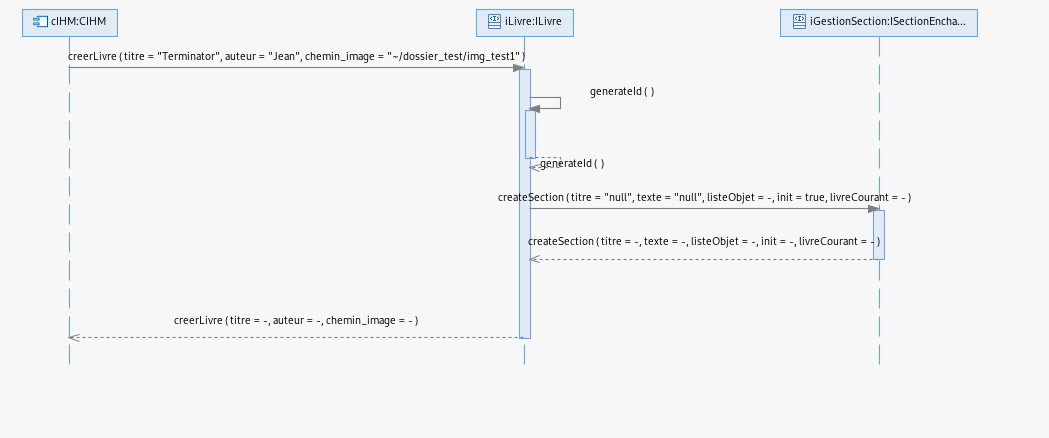 cIHM:CIHM
iLivre:ILivre
iGestionSection:ISectionEncha...
creerLivre ( titre = "Terminator", auteur = "Jean", chemin_image = "~/dossier_test/img_test1" )
generateId ( )
generateId ( )
createSection ( titre = "null", texte = "null", listeObjet = -, init = true, livreCourant = - )
createSection ( titre = -, texte = -, listeObjet = -, init = -, livreCourant = - )
creerLivre ( titre = -, auteur = -, chemin_image = - )